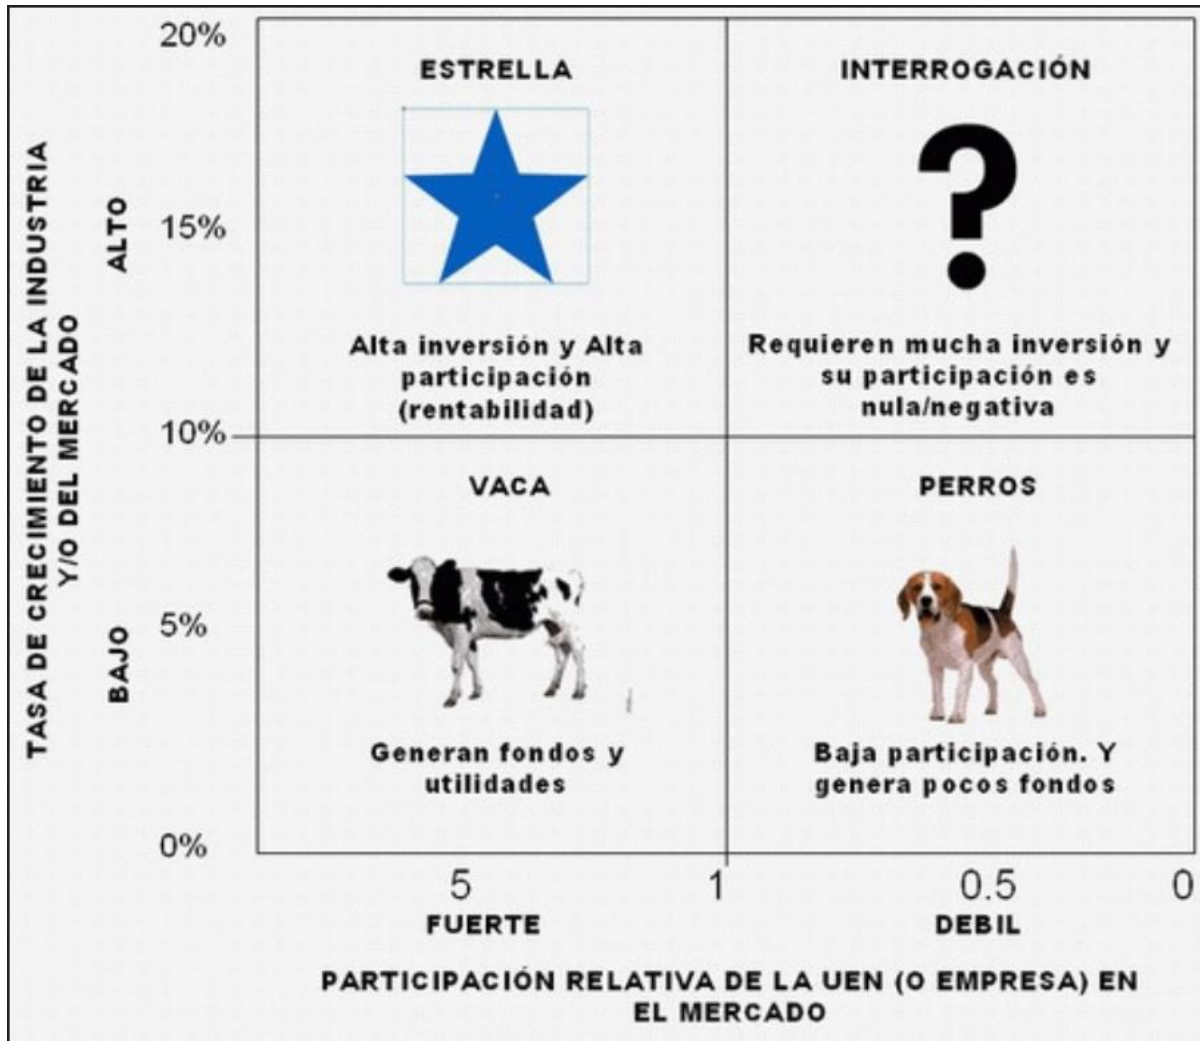 TASA DE CRECIMIENTO DE LA INDUSTRIA
Y/O DEL MERCADO
ALTO
BAJO
20%
15%
10%
5%
0%
ESTRELLA
Alta inversión y Alta
participación
(rentabilidad)
INTERROGACIÓN
?
Requieren mucha inversión y
su participación es
nula/negativa
VACA
Generan fondos y
utilidades
PERROS
Baja participación. Y
genera pocos fondos
5
1
0.5
0
FUERTE
DEBIL
PARTICIPACIÓN RELATIVA DE LA UEN (O EMPRESA) EN
EL MERCADO